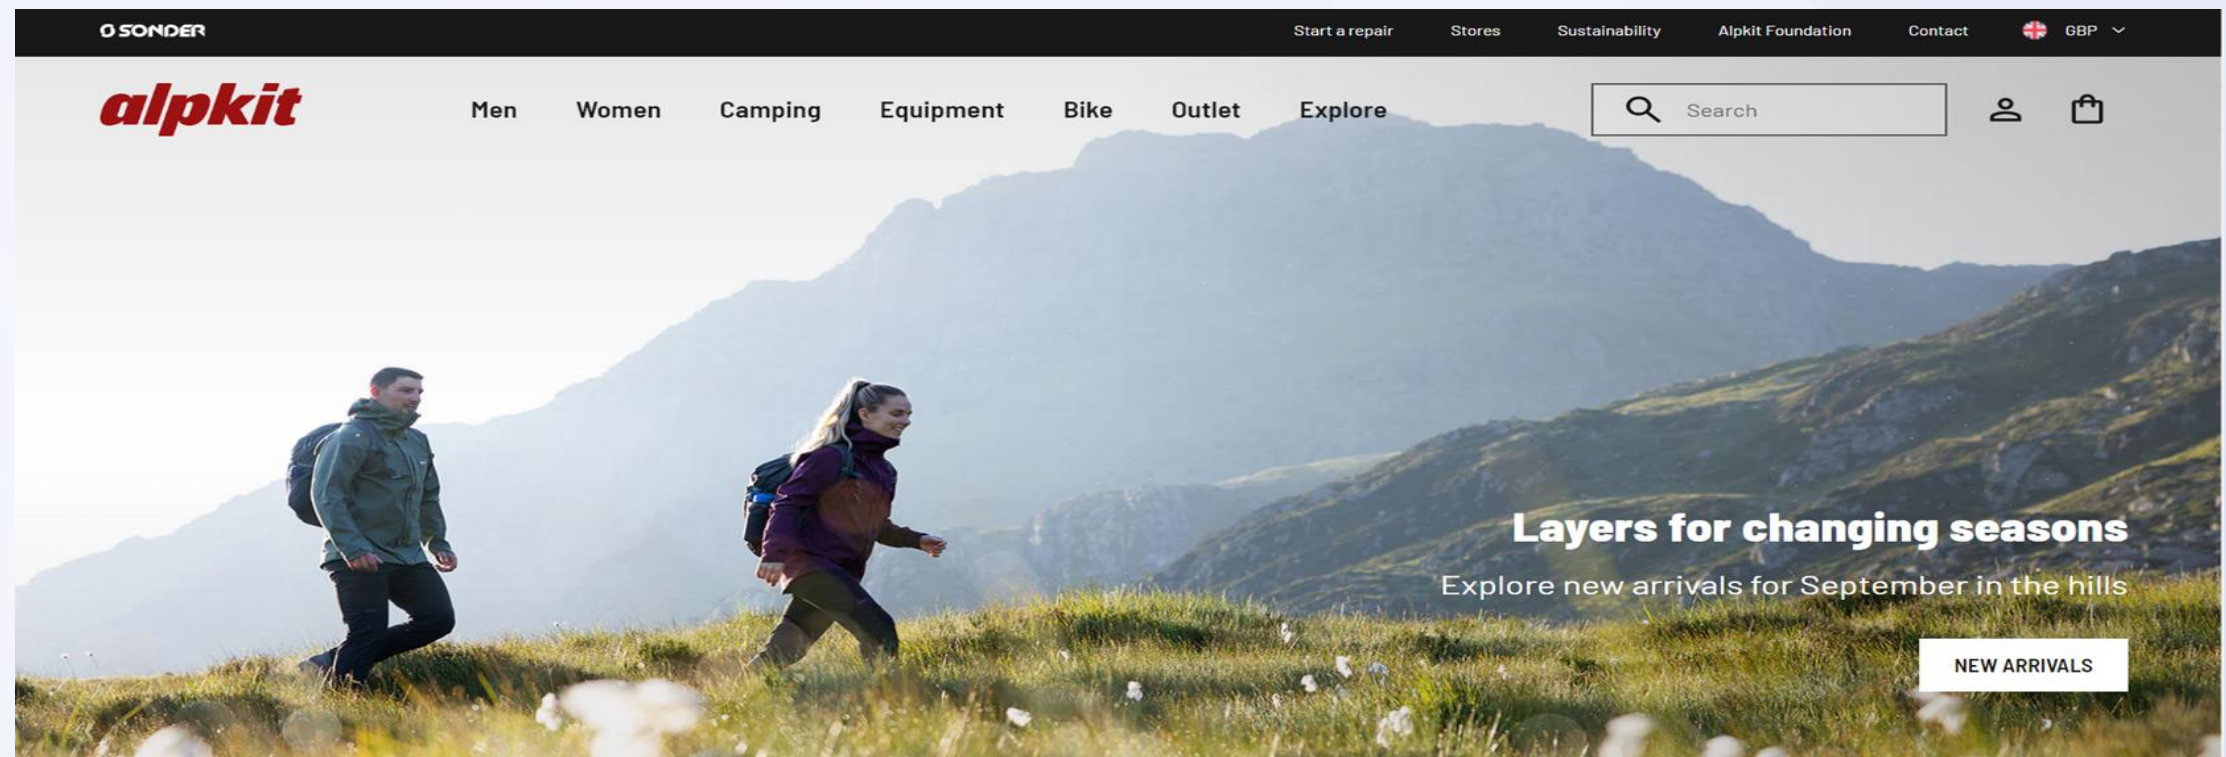 SONDER Start a repair Stores Sustainability Alpkit Foundation Contact GBP
alpkit Men Women Camping Equipment Bike Outlet Explore Search
Layers for changing seasons
Explore new arrivals for September in the hills
NEW ARRIVALS